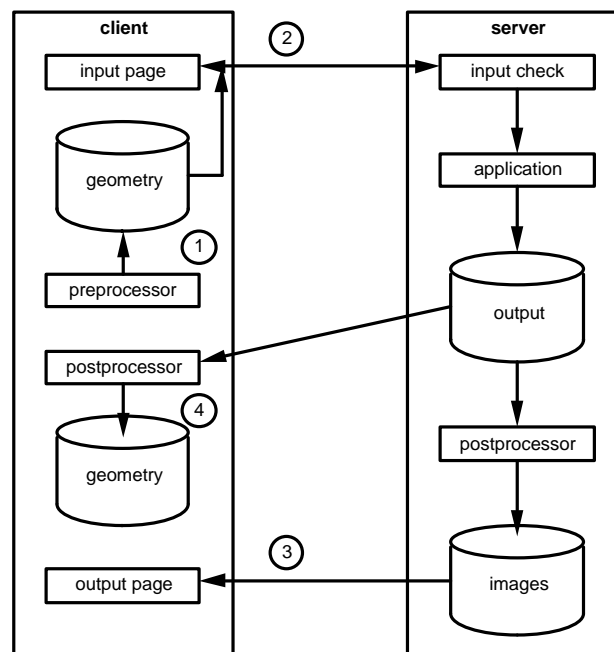 client
2
server
input page
input check
geometry
application
1
preprocessor
output
postprocessor
4
geometry
postprocessor
3
output page
images